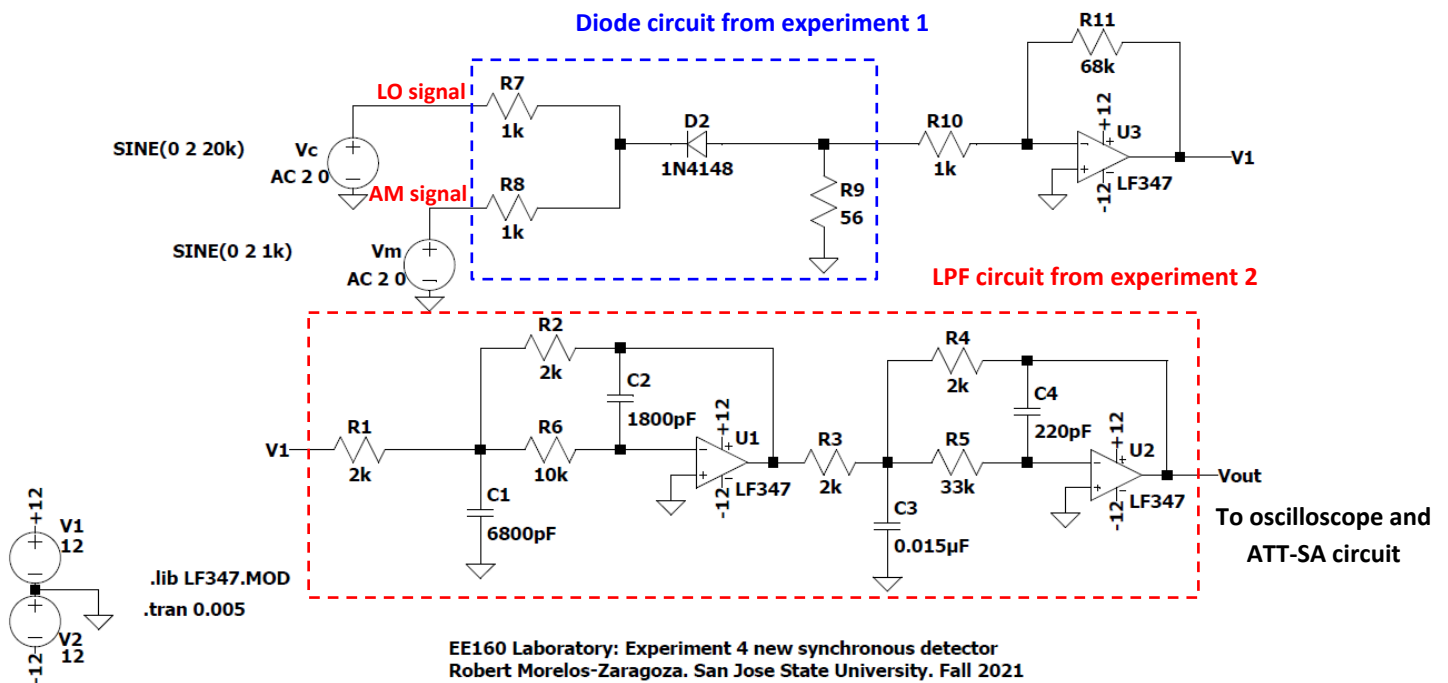 Diode circuit from experiment 1
R11
68k
LO signal
R7
1k
D2
1N4148
R10
1k
+12
U3
-12
LF347
V1
SINE(0 2 20k)
Vc
AC 2 0
AM signal
R8
1k
R9
56
SINE(0 2 1k)
Vm
AC 2 0
LPF circuit from experiment 2
R2
2k
C2
1800pF
R4
2k
C4
220pF
V1
R1
2k
R6
10k
+12
U1
-12
LF347
R3
2k
R5
33k
+12
U2
-12
LF347
Vout
C1
6800pF
C3
0.015µF
To oscilloscope and
ATT-SA circuit
+12
V1
12
.lib LF347.MOD
.tran 0.005
V2
12
-12
EE160 Laboratory: Experiment 4 new synchronous detector
Robert Morelos-Zaragoza. San Jose State University. Fall 2021